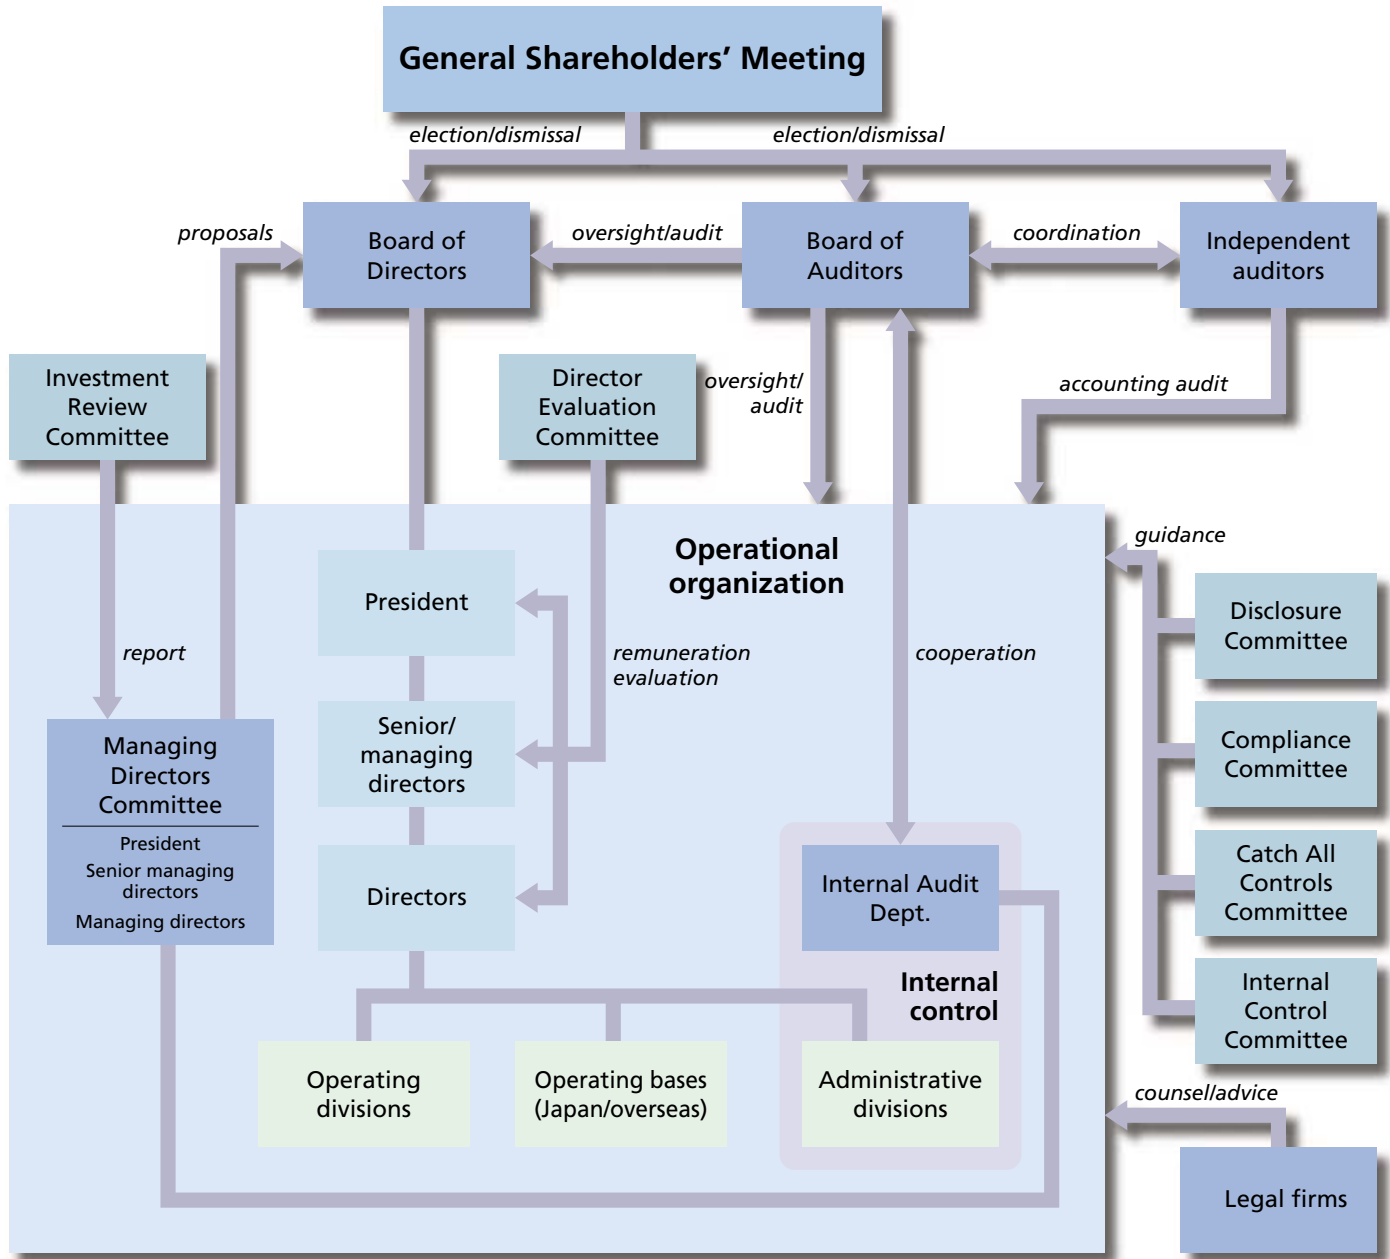 General Shareholders’ Meeting
election/dismissal
election/dismissal
proposals
Board of
Directors
oversight/audit
Board of
Auditors
coordination
Independent
auditors
Investment
Review
Committee
Director
Evaluation
Committee
oversight/
audit
accounting audit
Operational
organization
guidance
President
Disclosure
Committee
report
remuneration
evaluation
cooperation
Senior/
managing
directors
Managing
Directors
Committee
President
Senior managing
directors
Managing directors
Compliance
Committee
Directors
Internal Audit
Dept.
Catch All
Controls
Committee
Internal
control
Internal
Control
Committee
Operating
divisions
Operating bases
(Japan/overseas)
Administrative
divisions
counsel/advice
Legal firms